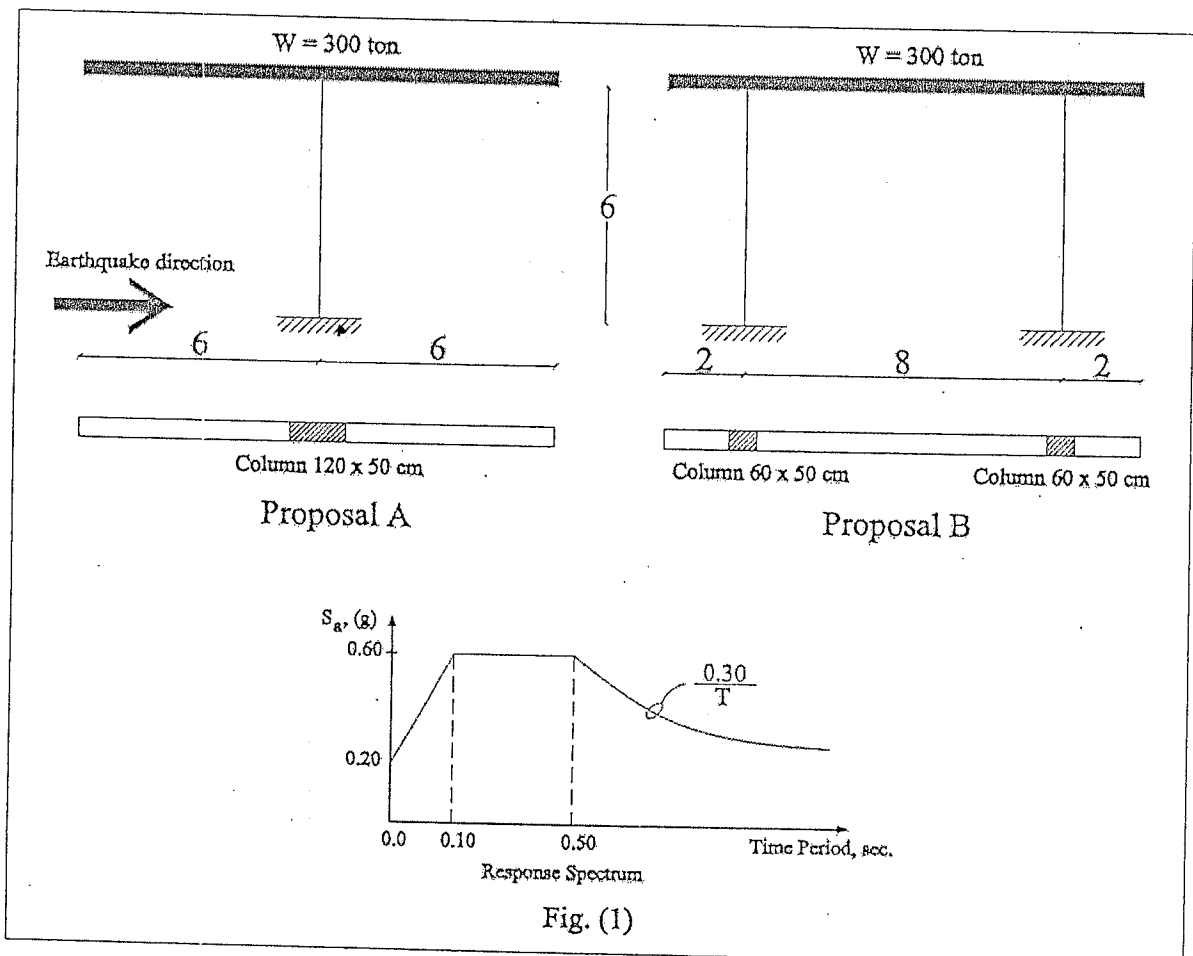 W = 300 ton
W = 300 ton
6
Earthquake direction
6 6
2 8 2
Column 120 x 50 cm
Column 60 x 50 cm Column 60 x 50 cm
Proposal A
Proposal B
Sa, (g)
0.60
0.30
T
0.20
0.0 0.10 0.50 Time Period, sec.
Response Spectrum
Fig. (1)